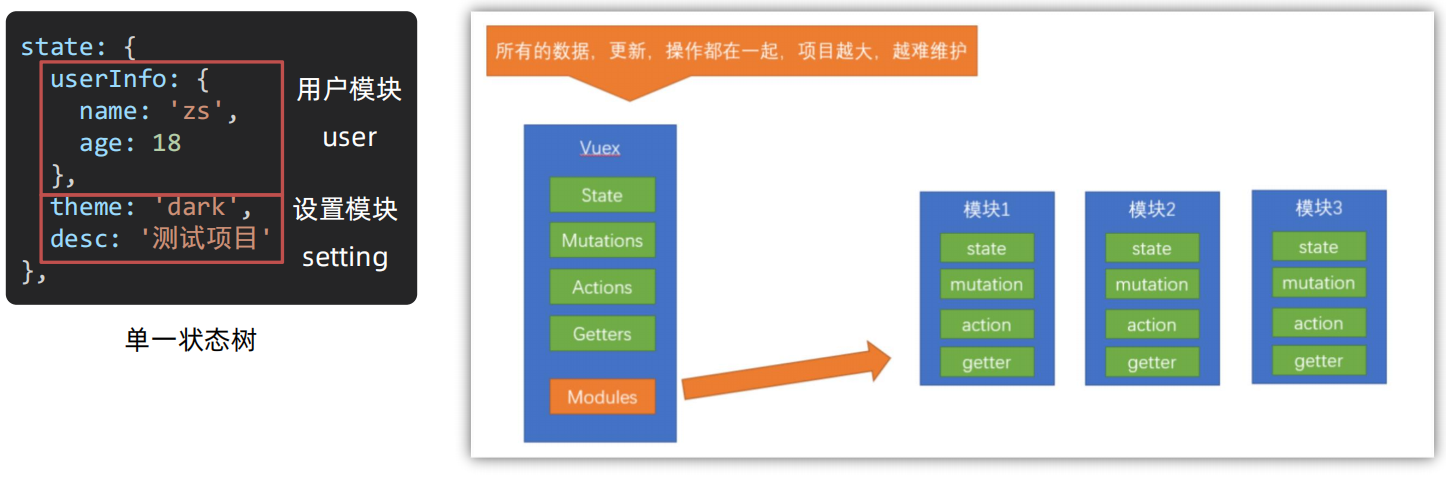 state: {
userInfo: {
name: 'zs',
age: 18
},
theme: 'dark',
desc: '测试项目'
},
用户模块
user
设置模块
setting
单一状态树
所有的数据，更新，操作都在一起，项目越大，越难维护
Vuex
State
Mutations
Actions
Getters
Modules
模块1
state
mutation
action
getter
模块2
state
mutation
action
getter
模块3
state
mutation
action
getter